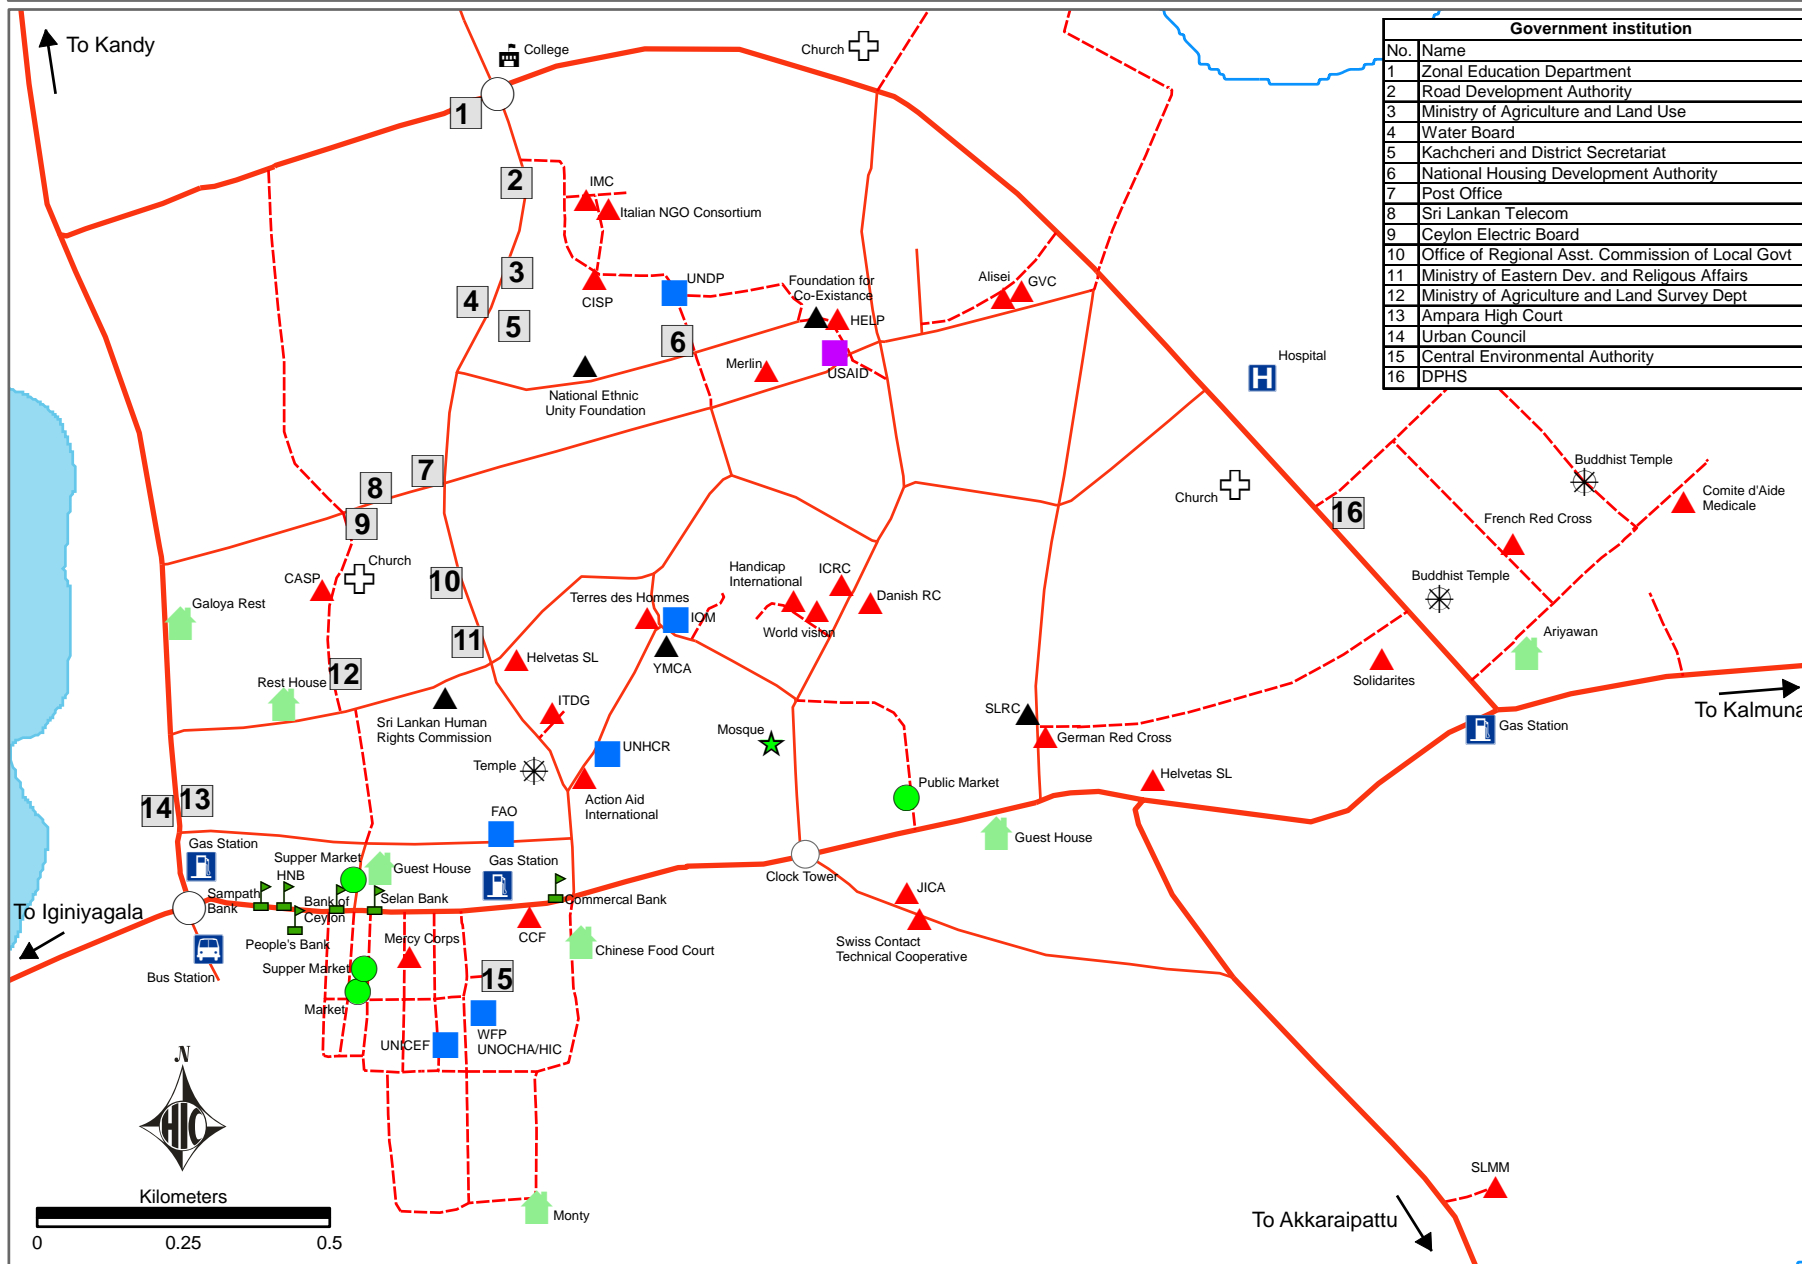 To Kandy
College
Church
Government institution
No. Name
1 Zonal Education Department
2 Road Development Authority
3 Ministry of Agriculture and Land Use
4 Water Board
5 Kachcheri and District Secretariat
6 National Housing Development Authority
7 Post Office
8 Sri Lankan Telecom
9 Ceylon Electric Board
10 Office of Regional Asst. Commission of Local Govt
11 Ministry of Eastern Dev. and Religous Affairs
12 Ministry of Agriculture and Land Survey Dept
13 Ampara High Court
14 Urban Council
15 Central Environmental Authority
16 DPHS
1
2
IMC
Italian NGO Consortium
3
4
5
CISP
UNDP
Foundation for
Co-Existance
HELP
Alisei
GVC
6
Merlin
USAID
National Ethnic
Unity Foundation
H
Hospital
7
8
9
Church
16
Buddhist Temple
Comite d'Aide
Medicale
French Red Cross
Buddhist Temple
Ariyawan
CASP
Church
10
Galoya Rest
Handicap
International
ICRC
Danish RC
World vision
Terres des Hommes
IOM
YMCA
11
Helvetas SL
12
Rest House
Sri Lankan Human
Rights Commission
ITDG
UNHCR
Temple
Action Aid
International
Mosque
SLRC
German Red Cross
Solidarites
To Kalmuna
Gas Station
Public Market
Helvetas SL
Guest House
14
13
FAO
Gas Station
Supper Market
Guest House
Gas Station
HNB
Sampath
Bank
Bank of
Ceylon
Selan Bank
Commercal Bank
Clock Tower
To Iginiyagala
People's Bank
Mercy Corps
CCF
Chinese Food Court
JICA
Swiss Contact
Technical Cooperative
Bus Station
Supper Market
15
Market
WFP
UNOCHA/HIC
UNICEF
N
HIC
Kilometers
0 0.25 0.5
Monty
SLMM
To Akkaraipattu